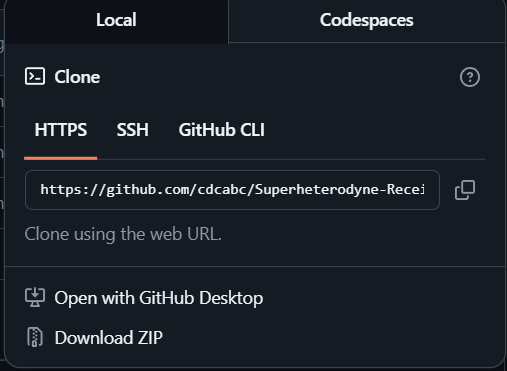 Local Codespaces
Clone
HTTPS SSH GitHub CLI
https://github.com/cdcabc/Superheterodyne-Recei
Clone using the web URL.
Open with GitHub Desktop
Download ZIP